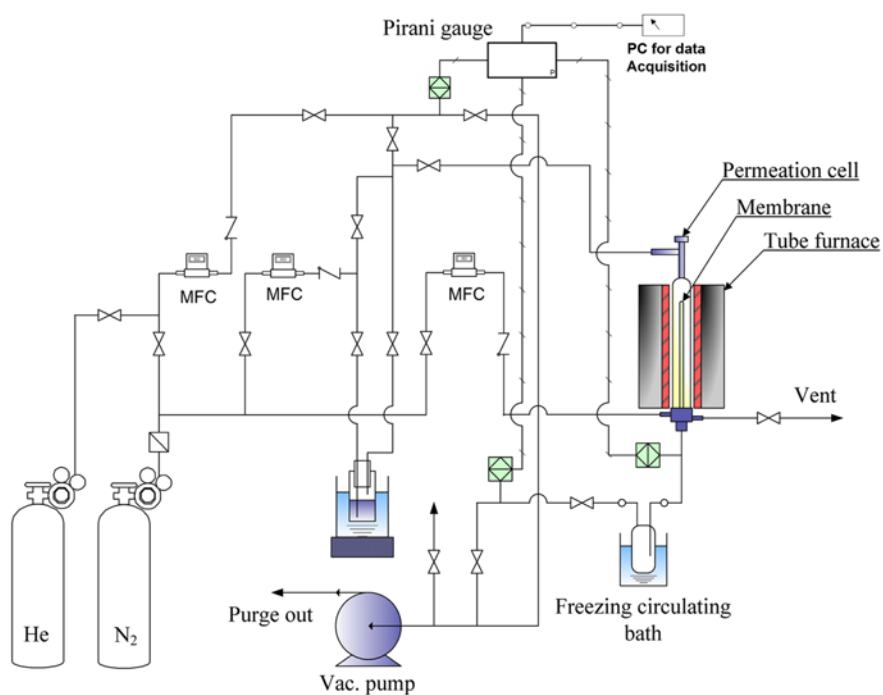 Pirani gauge
PC for data
Acquisition
P
Permeation cell
Membrane
Tube furnace
MFC
MFC
MFC
Vent
He
N₂
Purge out
Vac. pump
Freezing circulating
bath